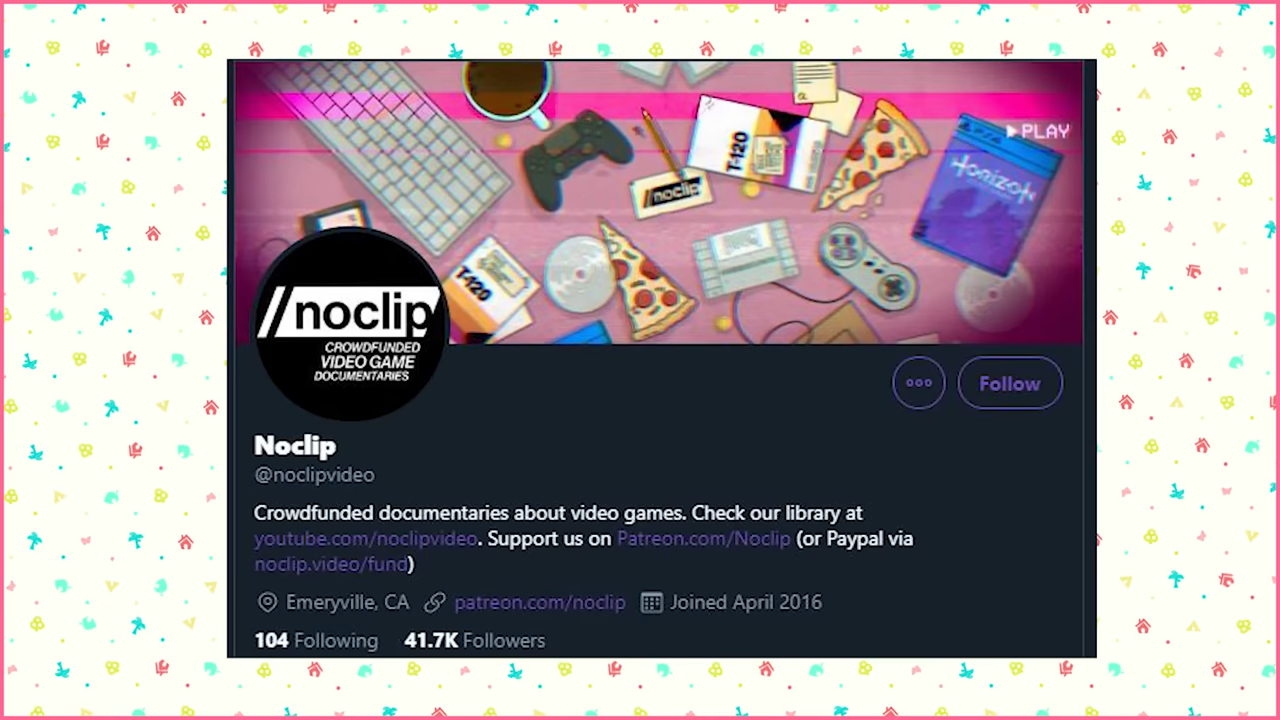 ▶PLAY
Horizon
T-120
//noclip
T-120
//noclip
CROWDFUNDED
VIDEO GAME
DOCUMENTARIES
Follow
Noclip
@noclipvideo
Crowdfunded documentaries about video games. Check our library at
youtube.com/noclipvideo. Support us on Patreon.com/Noclip (or Paypal via
noclip.video/fund)
Emeryville, CA patreon.com/noclip Joined April 2016
104 Following 41.7K Followers